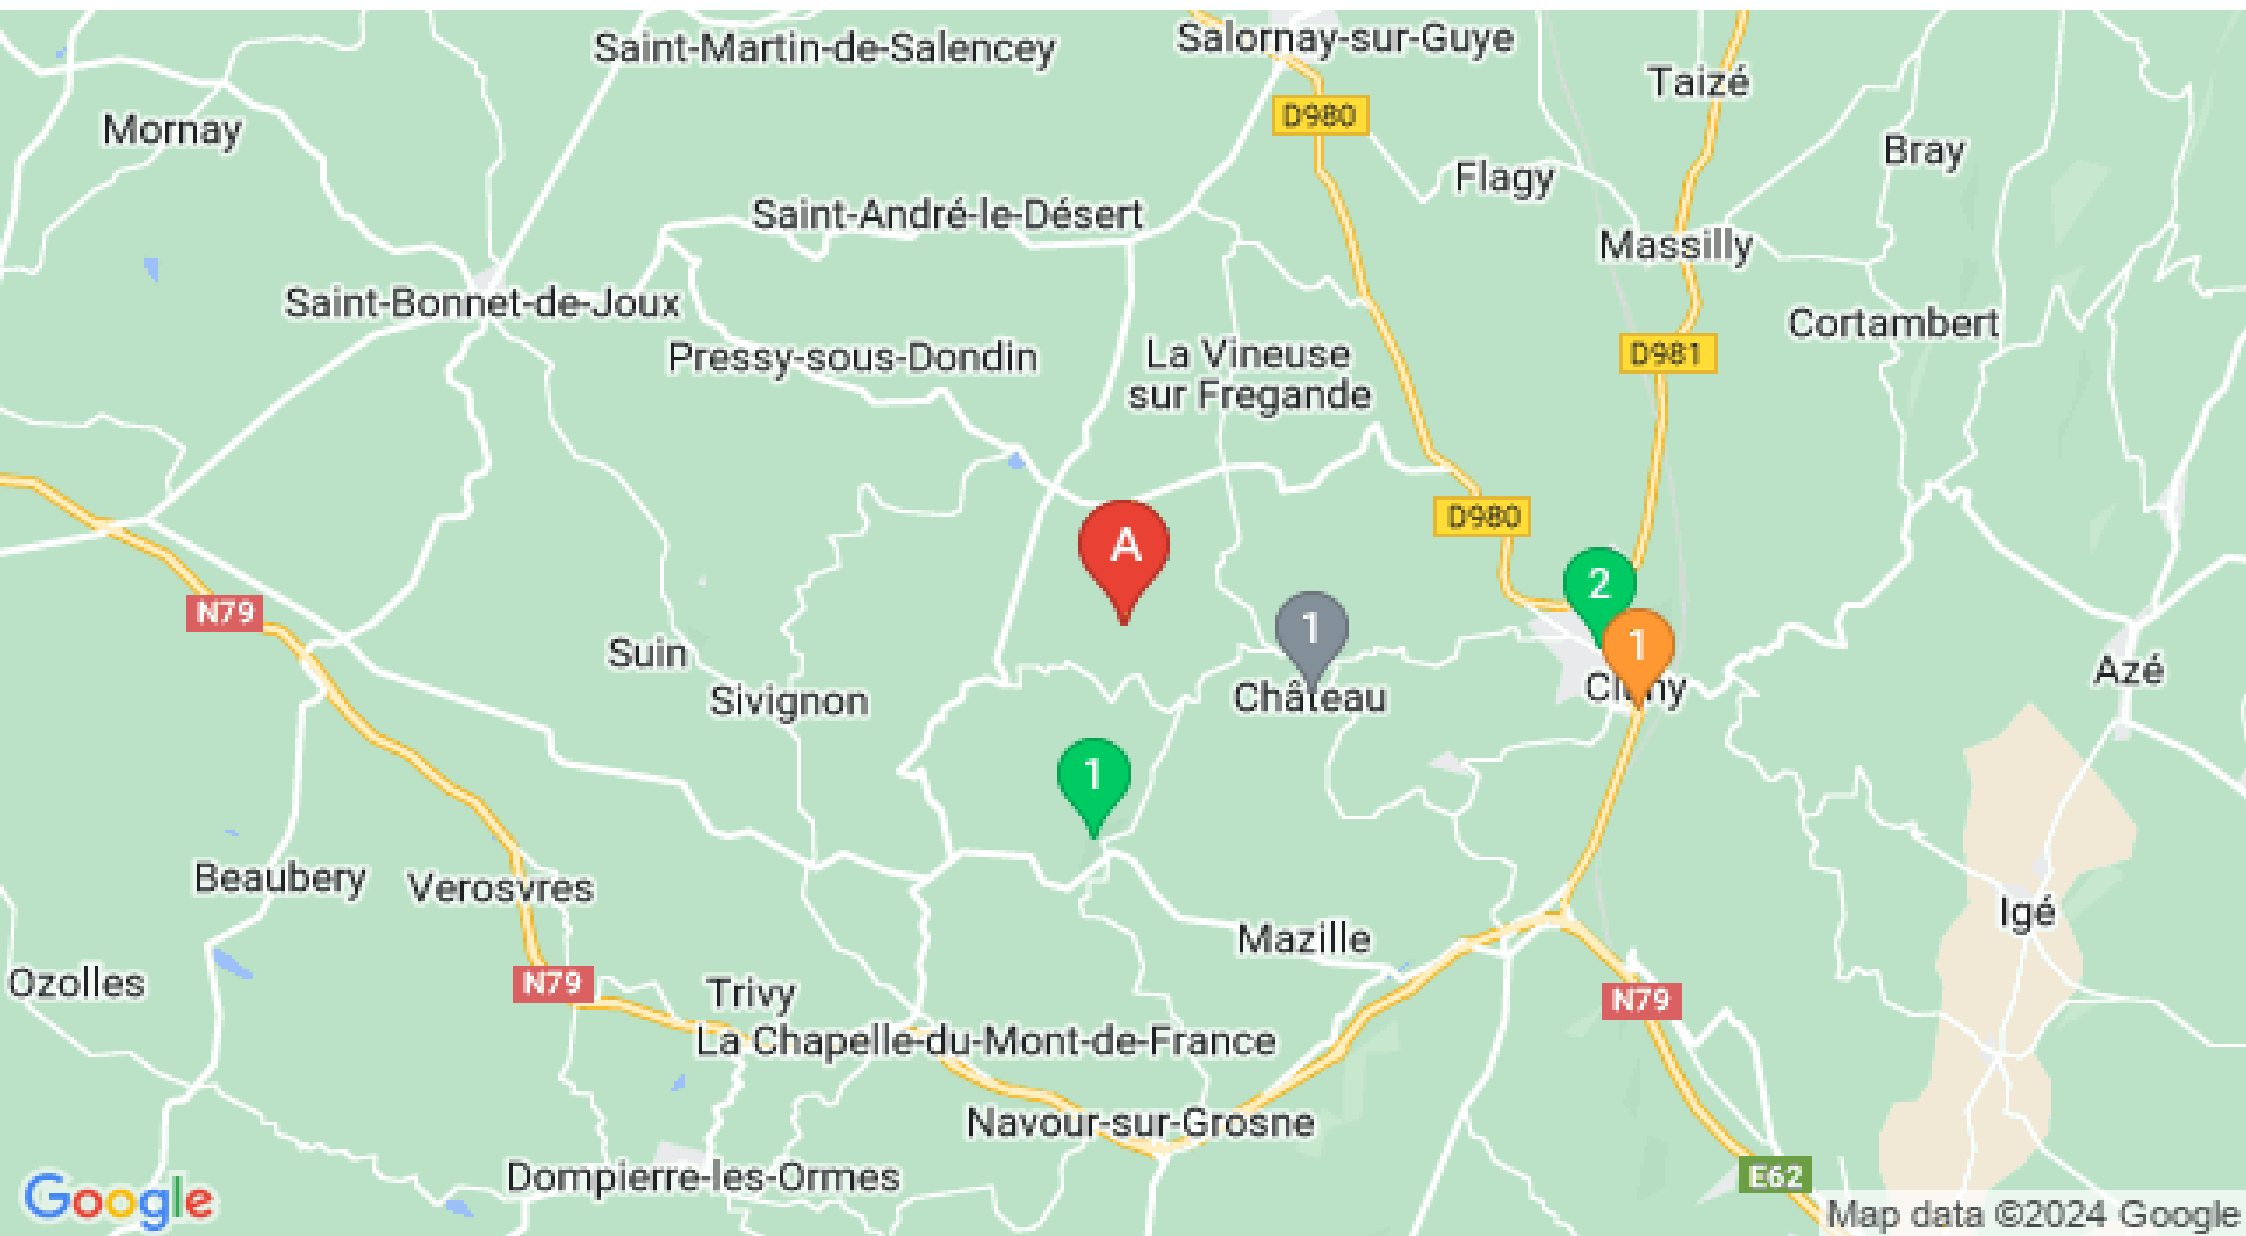 Saint-Martin-de-Salencey
Salornay-sur-Guye
Taizé
Mornay
D980
Bray
Flagy
Saint-André-le-Désert
Massilly
Saint-Bonnet-de-Joux
Cortambert
Pressy-sous-Dondin
La Vineuse
sur Fregande
D981
D980
A
2
N79
1
1
Suin
Château
Cluny
Azé
Sivignon
1
Beaubery
Verosvres
Igé
Mazille
Ozolles
N79
Trivy
N79
La Chapelle-du-Mont-de-France
Navour-sur-Grosne
Dompierre-les-Ormes
E62
Google
Map data ©2024 Google